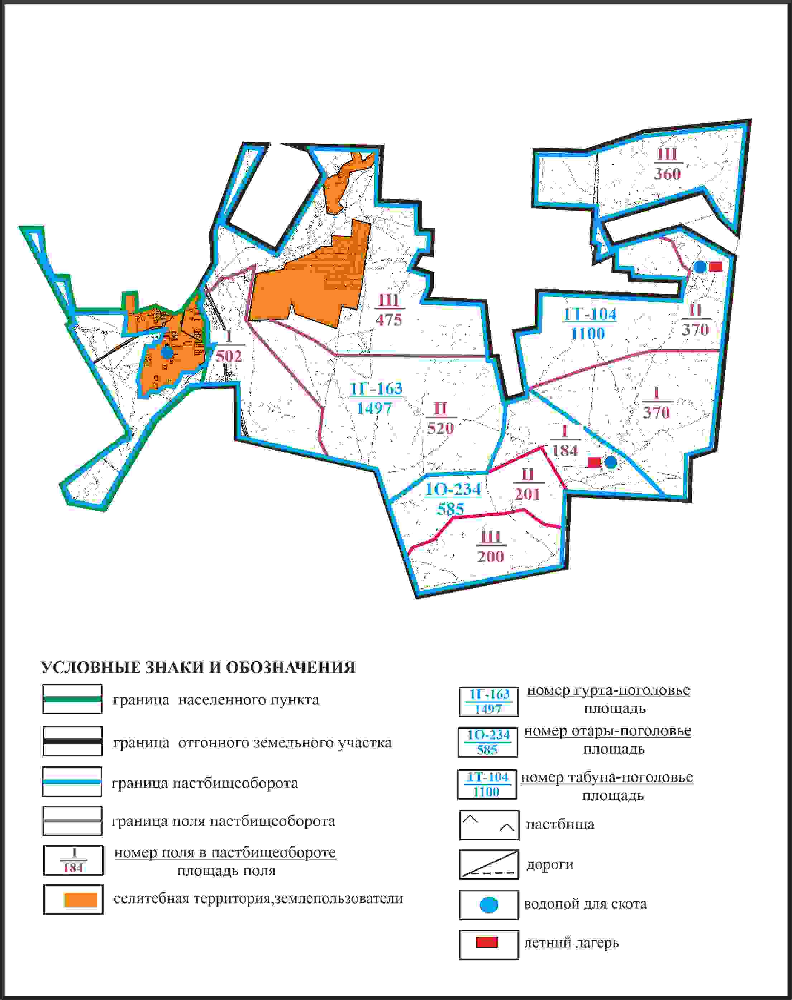 III
360
III
475
1Т-104
1100
II
370
I
502
1Г-163
1497
II
520
I
370
I
184
II
201
1О-234
585
III
200
УСЛОВНЫЕ ЗНАКИ И ОБОЗНАЧЕНИЯ
граница населенного пункта
граница отгонного земельного участка
граница пастбищеоборота
граница поля пастбищеоборота
I
184
номер поля в пастбищеобороте
площадь поля
селитебная территория,землепользователи
1Г-163
1497
номер гурта-поголовье
площадь
1О-234
585
номер отары-поголовье
площадь
1Т-104
1100
номер табуна-поголовье
площадь
пастбища
дороги
водопой для скота
летний лагерь